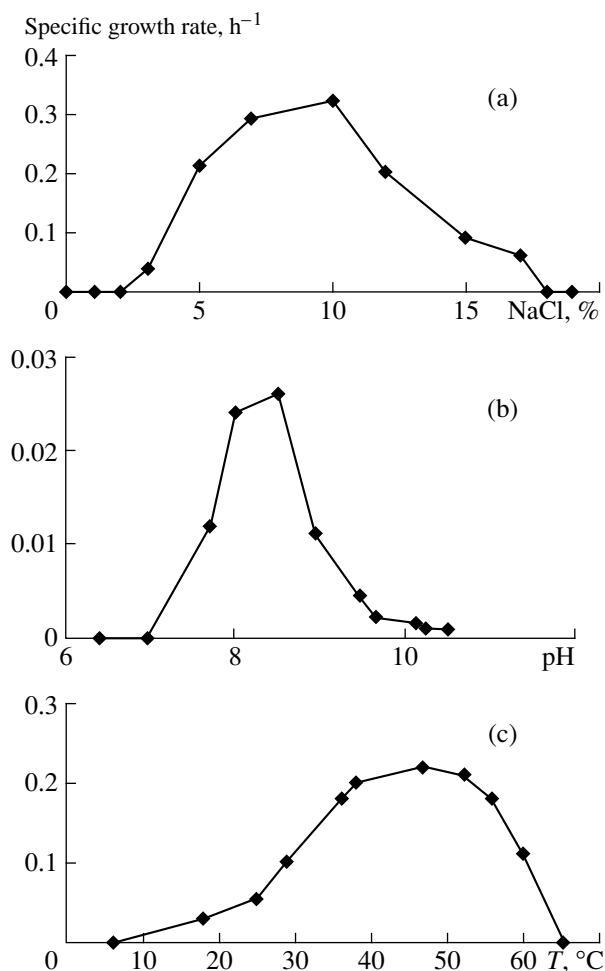 Specific growth rate, h⁻¹
0.4
(a)
0.3
0.2
0.1
0 5 10 15 NaCl, %
0.03
(b)
0.02
0.01
0
6 8 10 pH
0.3
(c)
0.2
0.1
0 10 20 30 40 50 60 T, °C